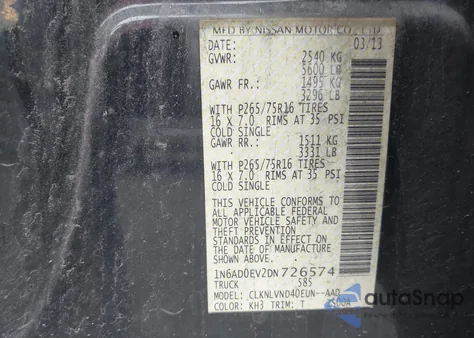 MFD BY NISSAN MOTOR CO., LTD.
DATE: 03/13
GVWR: 2540 KG
5600 LB
GAWR FR.: 1495 KG
3296 LB
WITH P265/75R16 TIRES
16 X 7.0 RIMS AT 35 PSI
COLD SINGLE
GAWR RR.: 1511 KG
3331 LB
WITH P265/75R16 TIRES
16 X 7.0 RIMS AT 35 PSI
COLD SINGLE
THIS VEHICLE CONFORMS TO
ALL APPLICABLE FEDERAL
MOTOR VEHICLE SAFETY
STANDARDS IN EFFECT ON
THE DATE OF MANUFACTURE
SHOWN ABOVE.
1N6AD0EV2DN726574
TRUCK 585
MODEL: CLKNLVND40EUN--AAD
COLOR: KH3 TRIM: T
autoSnap